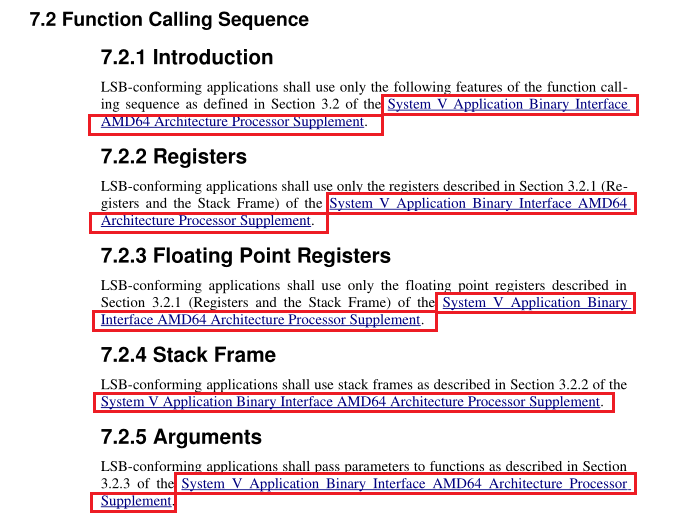 7.2 Function Calling Sequence
7.2.1 Introduction
LSB-conforming applications shall use only the following features of the function call-
ing sequence as defined in Section 3.2 of the System V Application Binary Interface
AMD64 Architecture Processor Supplement.
7.2.2 Registers
LSB-conforming applications shall use only the registers described in Section 3.2.1 (Re-
gisters and the Stack Frame) of the System V Application Binary Interface AMD64
Architecture Processor Supplement.
7.2.3 Floating Point Registers
LSB-conforming applications shall use only the floating point registers described in
Section 3.2.1 (Registers and the Stack Frame) of the System V Application Binary
Interface AMD64 Architecture Processor Supplement.
7.2.4 Stack Frame
LSB-conforming applications shall use stack frames as described in Section 3.2.2 of the
System V Application Binary Interface AMD64 Architecture Processor Supplement.
7.2.5 Arguments
LSB-conforming applications shall pass parameters to functions as described in Section
3.2.3 of the System V Application Binary Interface AMD64 Architecture Processor
Supplement.